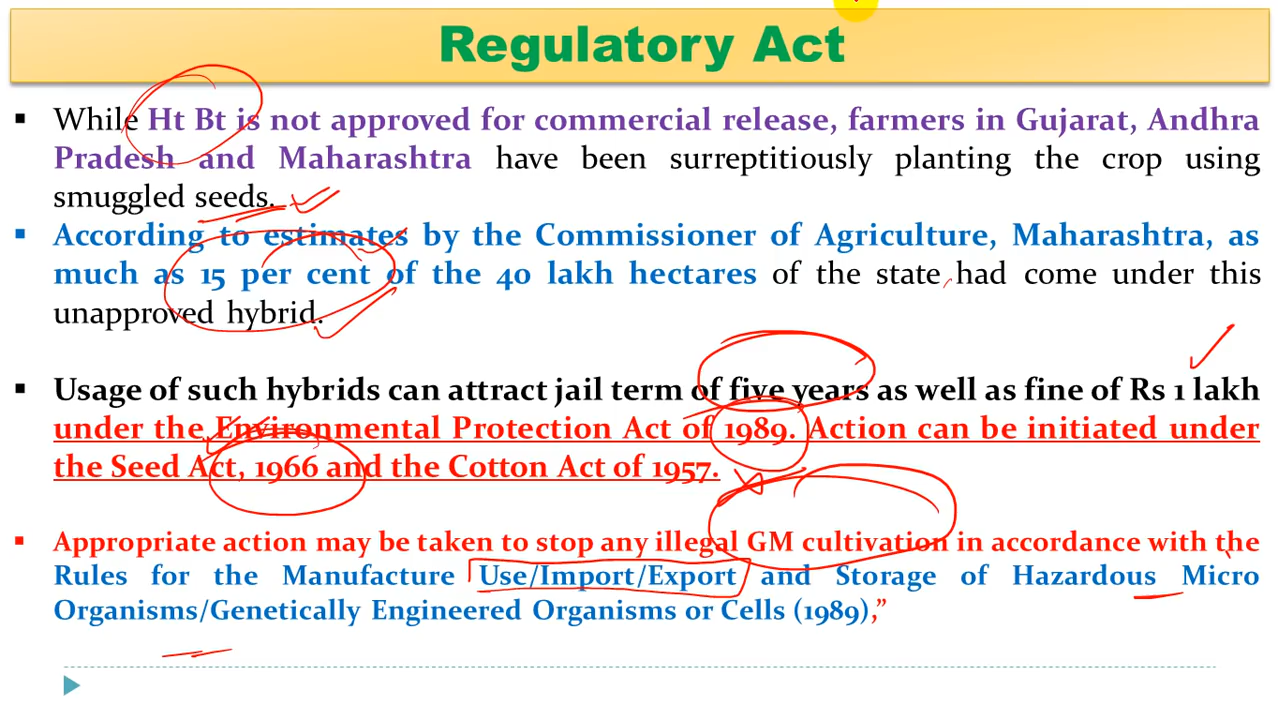 Regulatory Act
▪ While Ht Bt is not approved for commercial release, farmers in Gujarat, Andhra
Pradesh and Maharashtra have been surreptitiously planting the crop using
smuggled seeds.
▪ According to estimates by the Commissioner of Agriculture, Maharashtra, as
much as 15 per cent of the 40 lakh hectares of the state had come under this
unapproved hybrid.
▪ Usage of such hybrids can attract jail term of five years as well as fine of Rs 1 lakh
under the Environmental Protection Act of 1989. Action can be initiated under
the Seed Act, 1966 and the Cotton Act of 1957.
▪ Appropriate action may be taken to stop any illegal GM cultivation in accordance with the
Rules for the Manufacture Use/Import/Export and Storage of Hazardous Micro
Organisms/Genetically Engineered Organisms or Cells (1989),”